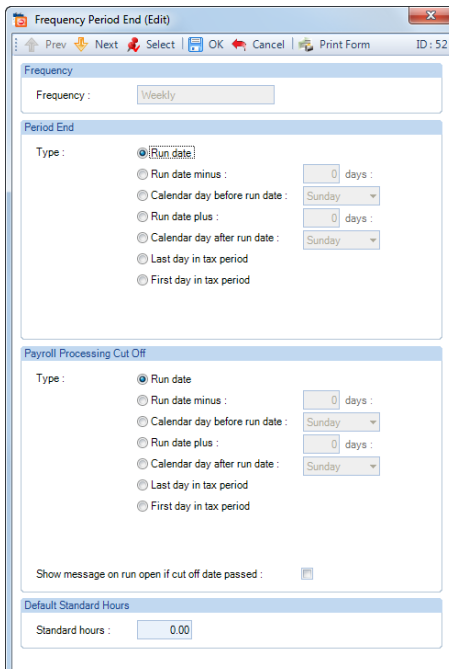 Frequency Period End (Edit)
Prev Next Select OK Cancel Print Form ID : 52
Frequency
Frequency : Weekly
Period End
Type : Run date
Run date minus : 0 days :
Calendar day before run date : Sunday
Run date plus : 0 days :
Calendar day after run date : Sunday
Last day in tax period
First day in tax period
Payroll Processing Cut Off
Type : Run date
Run date minus : 0 days :
Calendar day before run date : Sunday
Run date plus : 0 days :
Calendar day after run date : Sunday
Last day in tax period
First day in tax period
Show message on run open if cut off date passed :
Default Standard Hours
Standard hours : 0.00